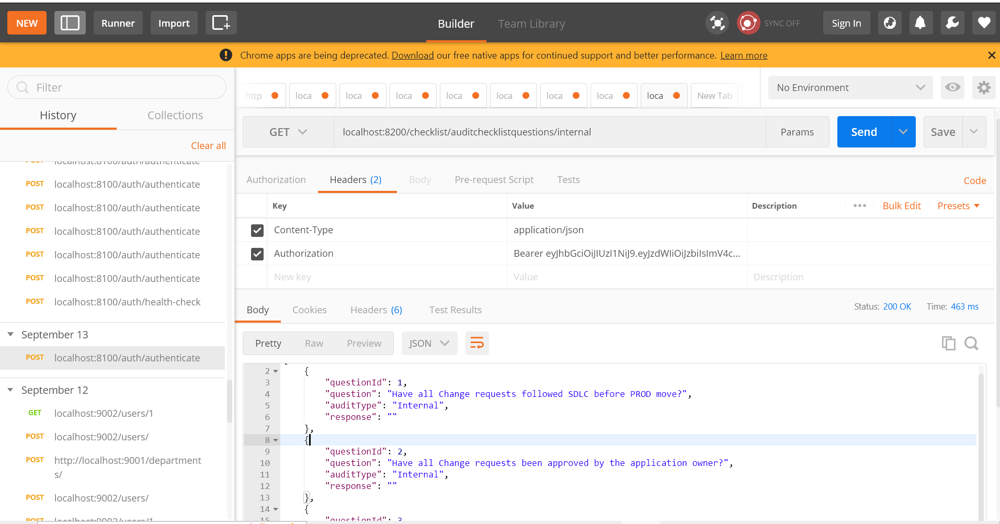 NEW
Runner
Import
Builder
Team Library
SYNC OFF
Sign In
Chrome apps are being deprecated. Download our free native apps for continued support and better performance. Learn more
Filter
History
Collections
Clear all
localhost:8100/auth/authenticate
POST localhost:8100/auth/authenticate
POST localhost:8100/auth/authenticate
POST localhost:8100/auth/authenticate
POST localhost:8100/auth/authenticate
POST localhost:8100/auth/authenticate
POST localhost:8100/auth/health-check
September 13
POST localhost:8100/auth/authenticate
September 12
GET localhost:9002/users/1
POST localhost:9002/users/
POST http://localhost:9001/department
s/
POST localhost:9002/users/
POST localhost:9002/users/1
http
loca
loca
loca
loca
loca
loca
loca
loca
New Tab
No Environment
GET
localhost:8200/checklist/auditchecklistquestions/internal
Params
Send
Save
Authorization
Headers (2)
Body
Pre-request Script
Tests
Code
Key
Value
Description
Bulk Edit
Presets
Content-Type
application/json
Authorization
Bearer eyJhbGciOiJIUzI1NiJ9.eyJzdWIiOiJzbiIsImV4c...
New key
Value
Description
Body
Cookies
Headers (6)
Test Results
Status: 200 OK
Time: 463 ms
Pretty
Raw
Preview
JSON
2 {
3 "questionId": 1,
4 "question": "Have all Change requests followed SDLC before PROD move?",
5 "auditType": "Internal",
6 "response": ""
7 },
8 {
9 "questionId": 2,
10 "question": "Have all Change requests been approved by the application owner?",
11 "auditType": "Internal",
12 "response": ""
13 },
14 {
15 "questionId": 3,